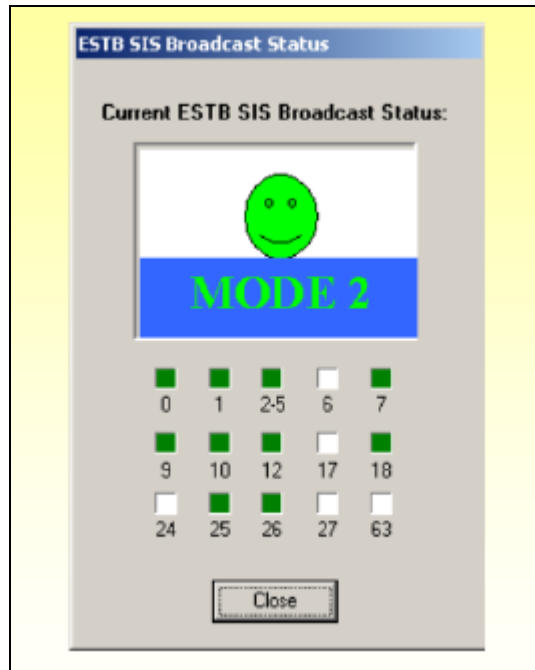 ESTB SIS Broadcast Status
Current ESTB SIS Broadcast Status:
MODE 2
0 1 2-5 6 7
9 10 12 17 18
24 25 26 27 63
Close